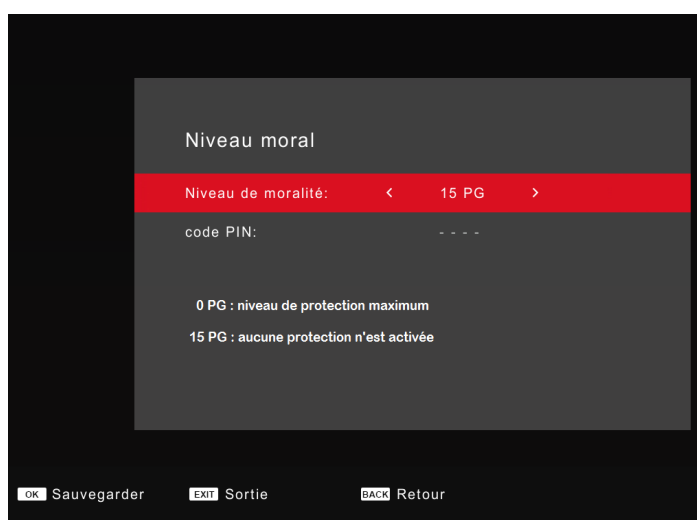 Niveau moral
Niveau de moralité: < 15 PG >
code PIN: - - - -
0 PG : niveau de protection maximum
15 PG : aucune protection n'est activée
OK Sauvegarder EXIT Sortie BACK Retour